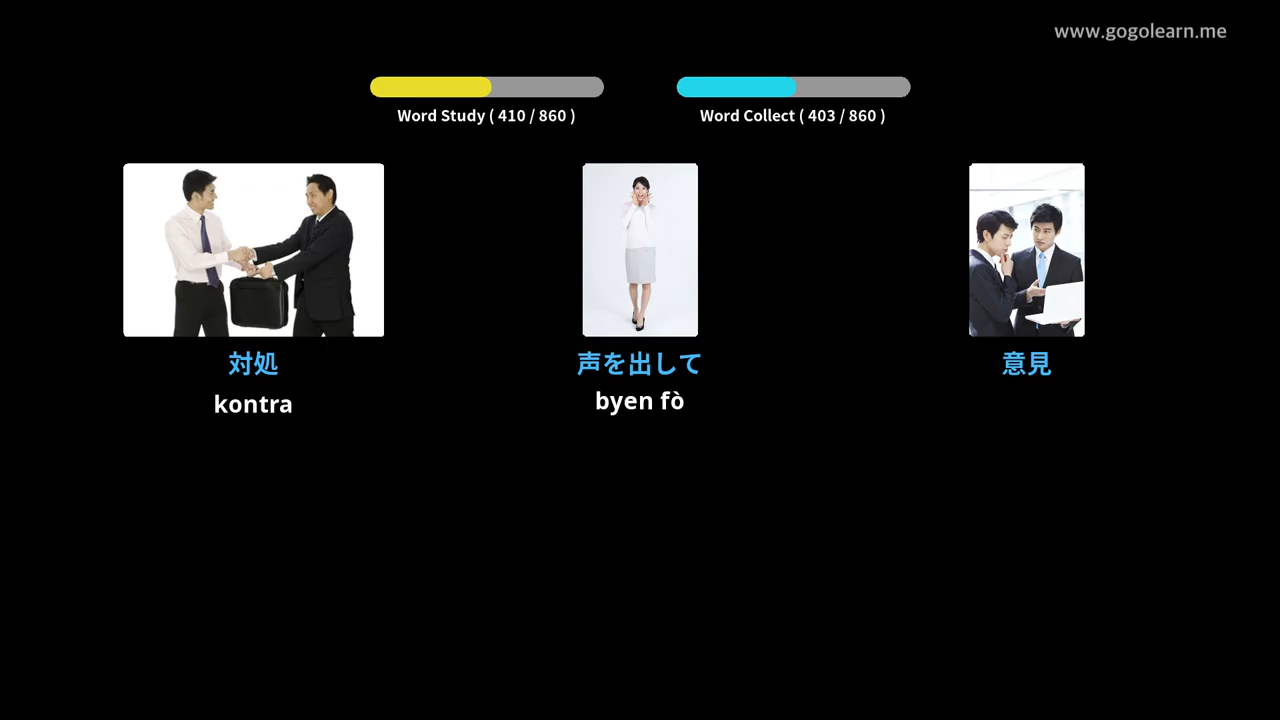 www.gogolearn.me
Word Study ( 410 / 860 )
Word Collect ( 403 / 860 )
対処
kontra
声を出して
byen fò
意見